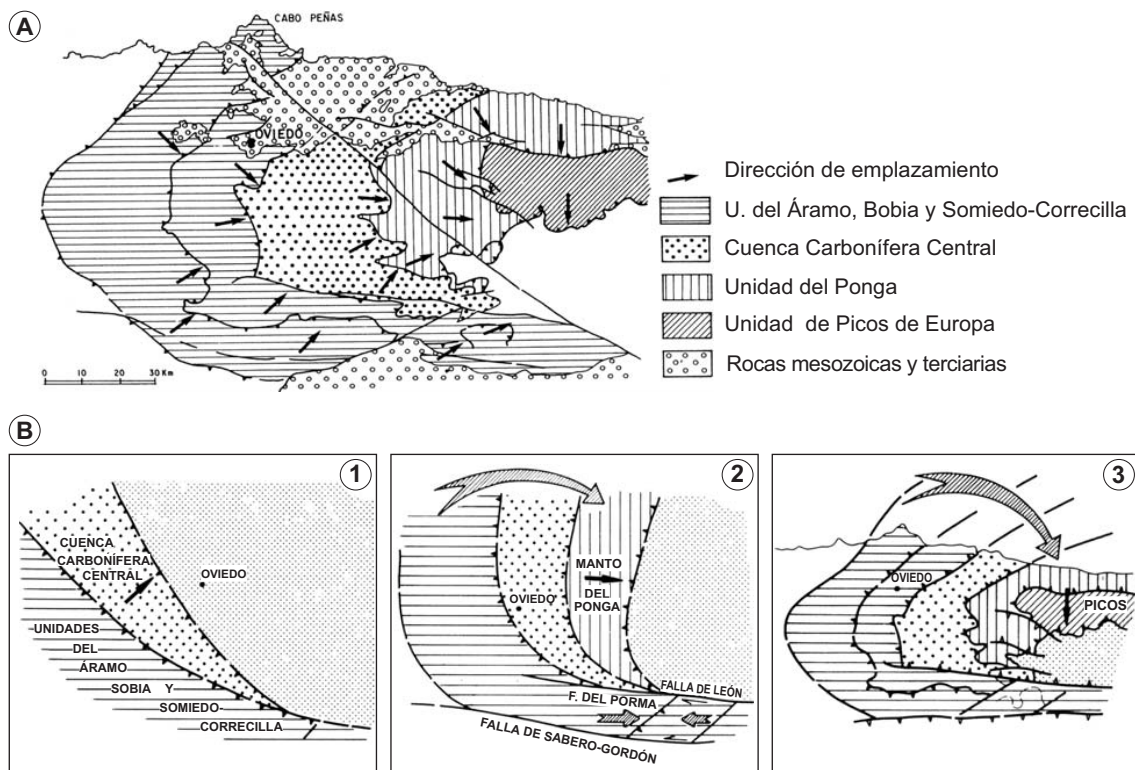 A
CABO PEÑAS
OVIEDO
0 10 20 30 Km
Dirección de emplazamiento
U. del Áramo, Bobia y Somiedo-Correcilla
Cuenca Carbonífera Central
Unidad del Ponga
Unidad de Picos de Europa
Rocas mesozoicas y terciarias
B
1
CUENCA
CARBONÍFERA
CENTRAL
OVIEDO
UNIDADES
DEL
ÁRAMO
SOBIA Y
SOMIEDO-
CORRECILLA
2
MANTO
DEL PONGA
OVIEDO
FALLA DE LEÓN
F. DEL PORMA
FALLA DE SABERO-GORDÓN
3
OVIEDO
PICOS